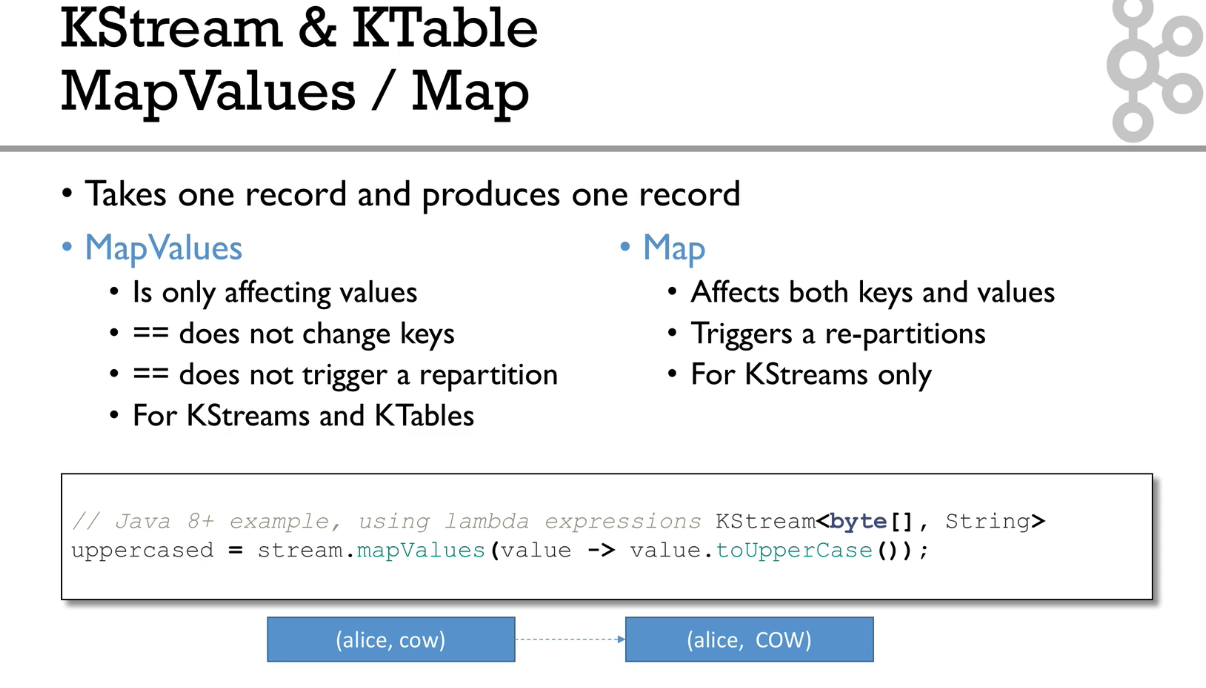 KStream & KTable
MapValues / Map
• Takes one record and produces one record
• MapValues
• Is only affecting values
• == does not change keys
• == does not trigger a repartition
• For KStreams and KTables
• Map
• Affects both keys and values
• Triggers a re-partitions
• For KStreams only
// Java 8+ example, using lambda expressions KStream<byte[], String>
uppercased = stream.mapValues(value -> value.toUpperCase());
(alice, cow)
(alice, COW)